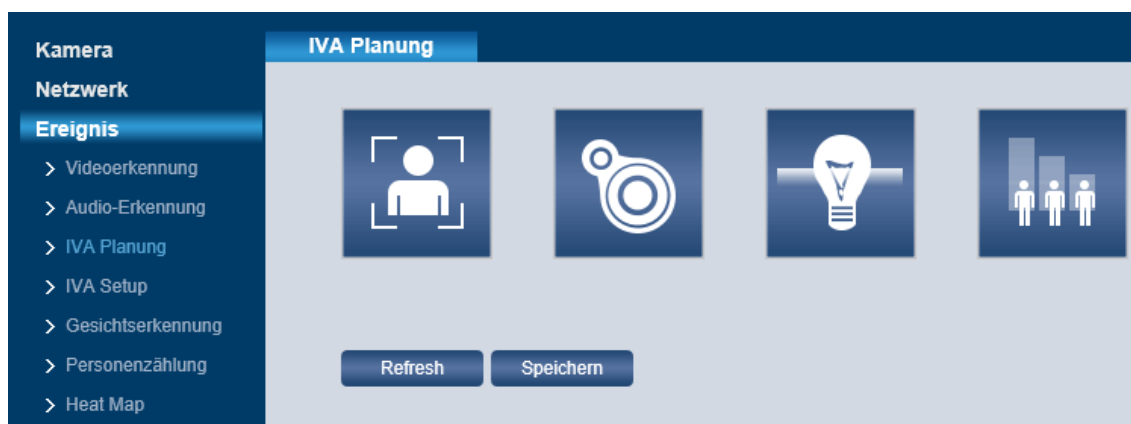 Kamera
Netzwerk
Ereignis
Videoerkennung
Audio-Erkennung
IVA Planung
IVA Setup
Gesichtserkennung
Personenzählung
Heat Map
IVA Planung
Refresh
Speichern